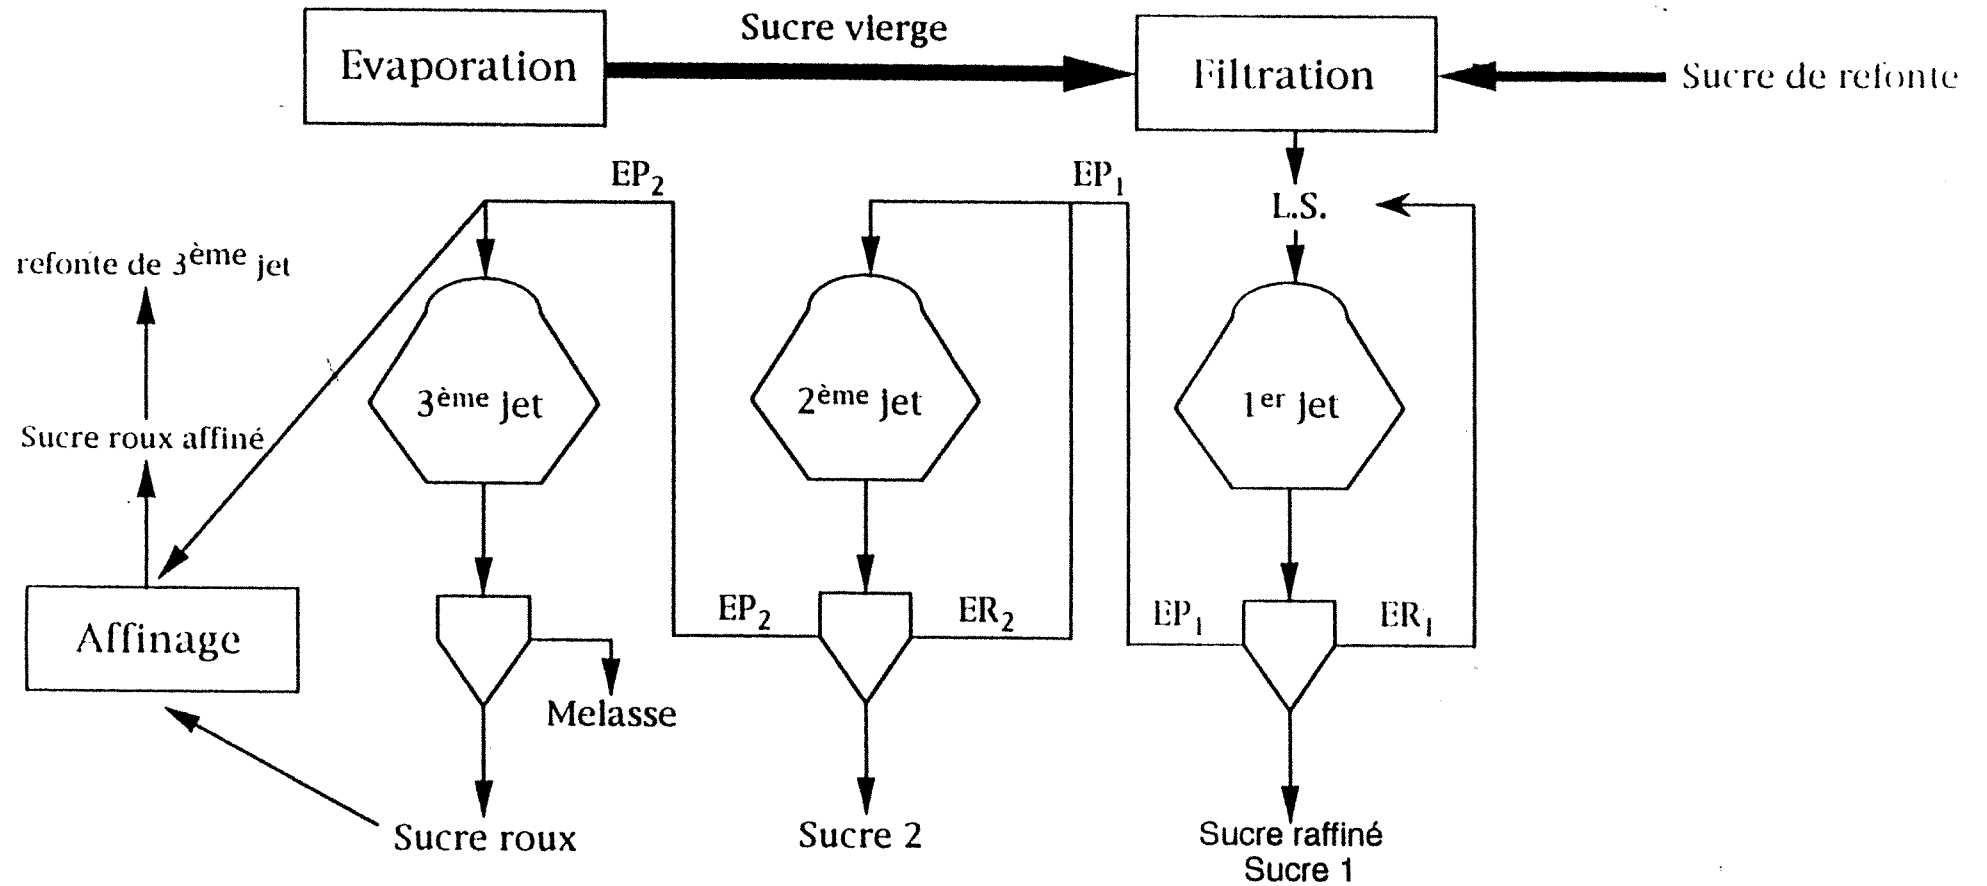 Sucre vierge
Evaporation
Filtration
Sucre de refonte
EP2
EP1
L.S.
refonte de 3ème jet
3ème jet
2ème jet
1er jet
Sucre roux affiné
EP2
ER2
EP1
ER1
Affinage
Melasse
Sucre roux
Sucre 2
Sucre raffiné
Sucre 1